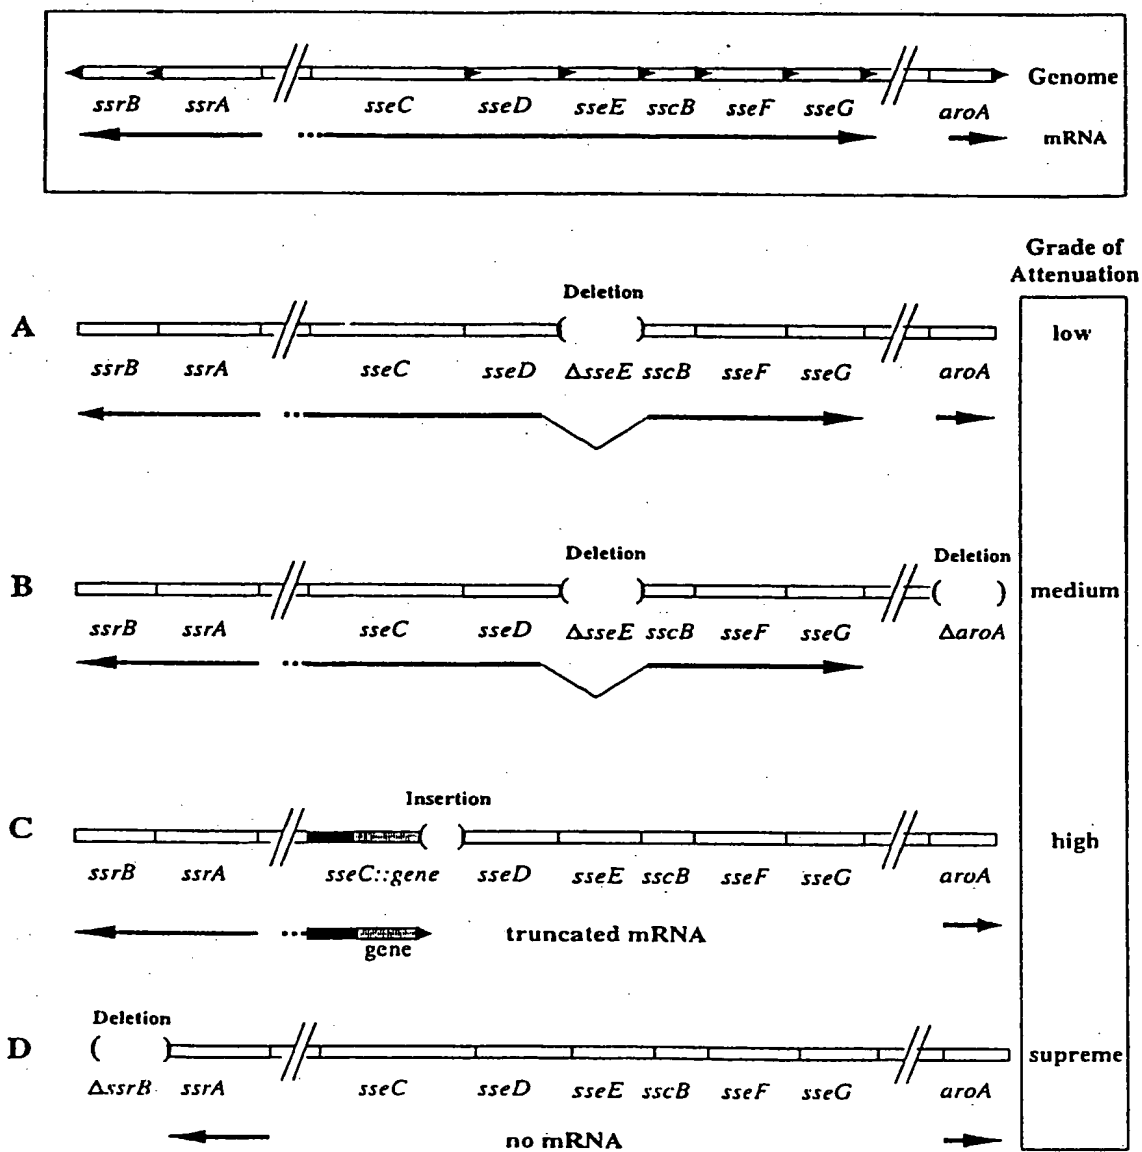 Genome
ssrB ssrA sseC sseD sseE sscB sseF sseG aroA
mRNA
Grade of
Attenuation
Deletion
A low
ssrB ssrA sseC sseD ΔsseE sscB sseF sseG aroA
Deletion Deletion
B medium
ssrB ssrA sseC sseD ΔsseE sscB sseF sseG ΔaroA
Insertion
C high
ssrB ssrA sseC::gene sseD sseE sscB sseF sseG aroA
truncated mRNA
gene
Deletion
D supreme
ΔssrB ssrA sseC sseD sseE sscB sseF sseG aroA
no mRNA